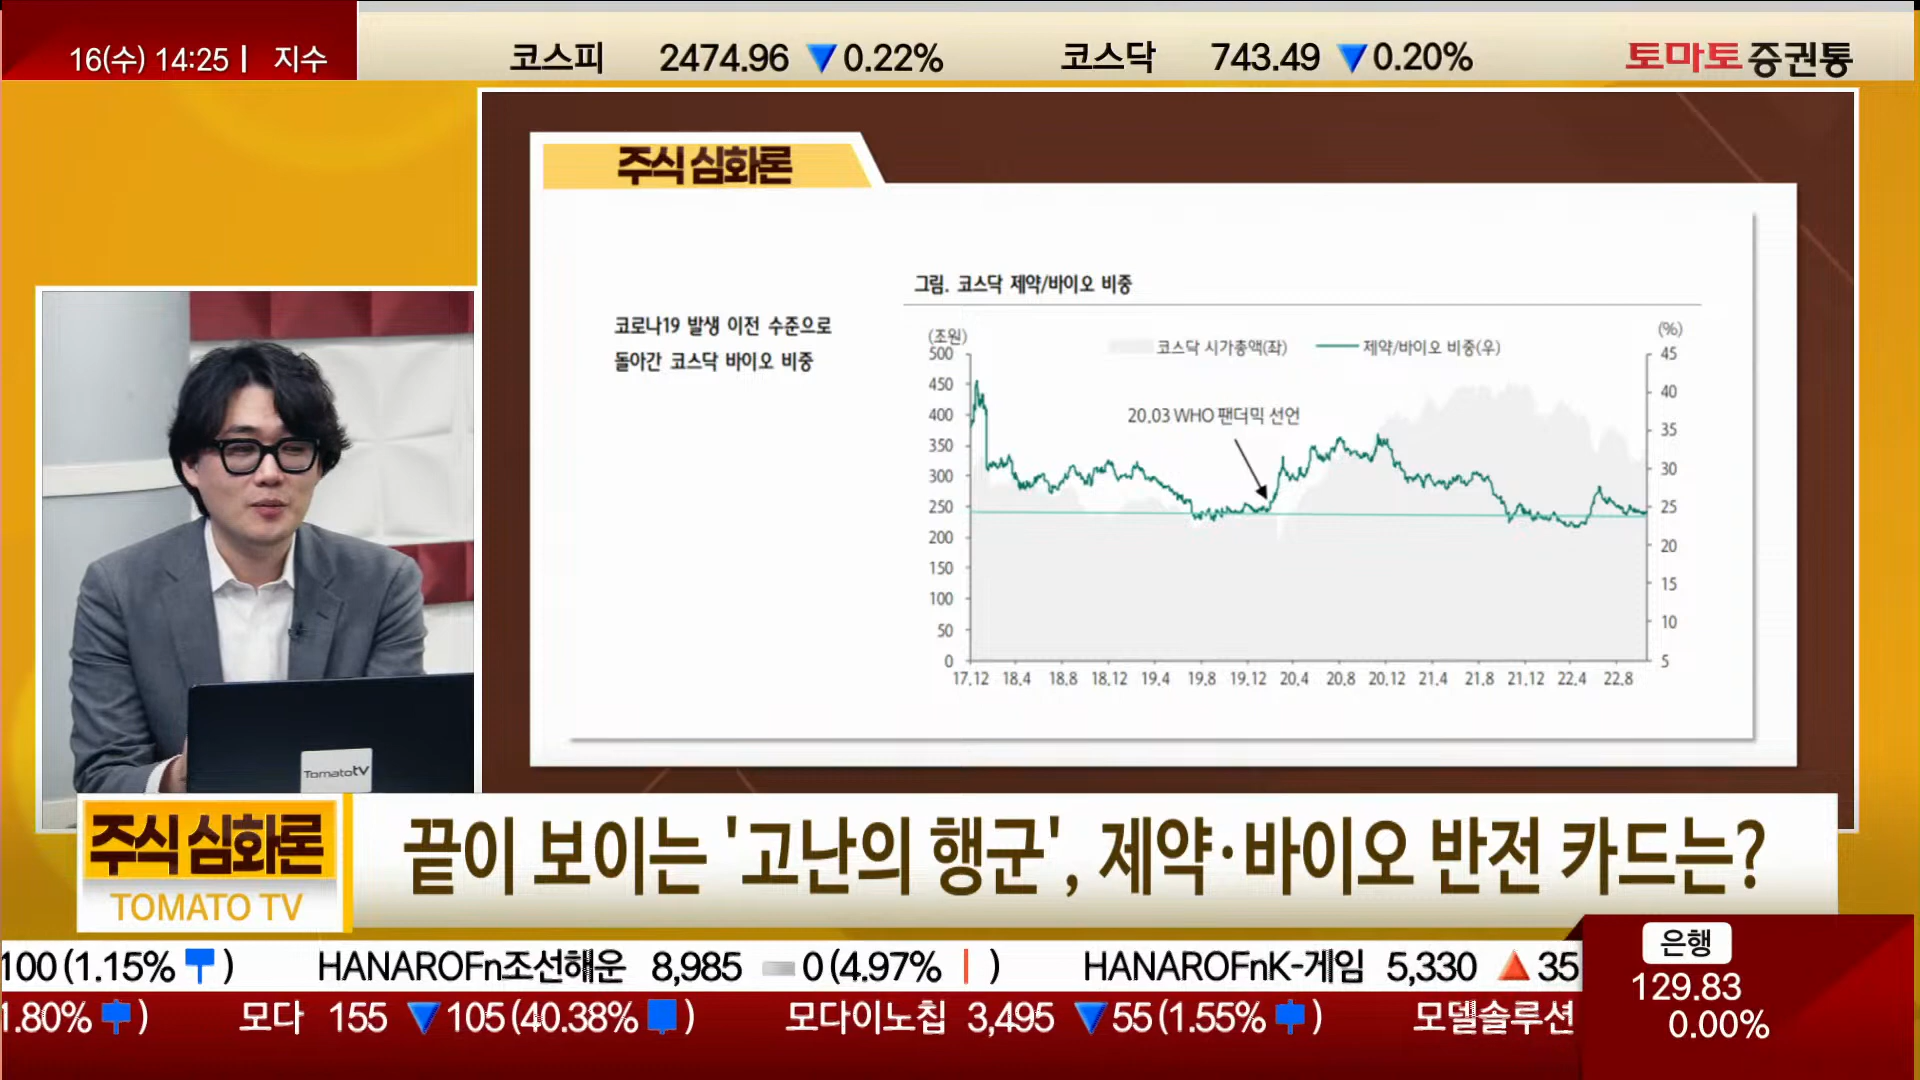 16(수) 14:25 | 지수
코스피 2474.96 ▼0.22%
코스닥 743.49 ▼0.20%
토마토증권통
주식 심화론
코로나19 발생 이전 수준으로
돌아간 코스닥 바이오 비중
그림. 코스닥 제약/바이오 비중
(조원)
(%)
코스닥 시가총액(좌)
제약/바이오 비중(우)
20.03 WHO 팬더믹 선언
500
450
400
350
300
250
200
150
100
50
0
45
40
35
30
25
20
15
10
5
17.12 18.4 18.8 18.12 19.4 19.8 19.12 20.4 20.8 20.12 21.4 21.8 21.12 22.4 22.8
TomatoTV
주식 심화론
TOMATO TV
끝이 보이는 '고난의 행군', 제약·바이오 반전 카드는?
100(1.15% ) HANAROFn조선해운 8,985 0(4.97% ) HANAROFnK-게임 5,330 ▲35
1.80% ) 모다 155 ▼105(40.38% ) 모다이노칩 3,495 ▼55(1.55% ) 모델솔루션
은행
129.83
0.00%